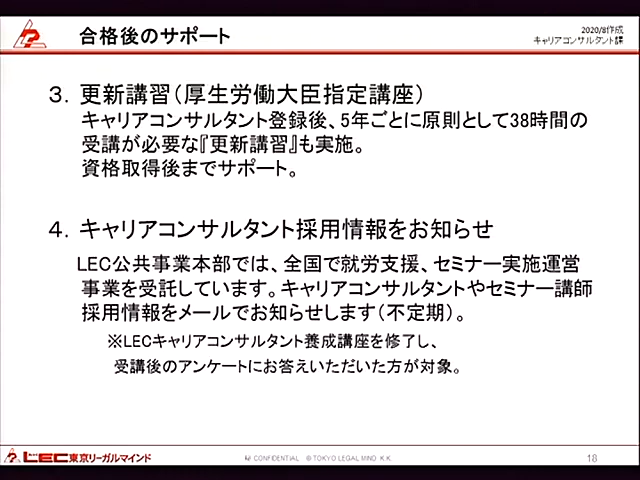 合格後のサポート
2020/8作成
キャリアコンサルタント課
３．更新講習（厚生労働大臣指定講座）
キャリアコンサルタント登録後、5年ごとに原則として38時間の
受講が必要な『更新講習』も実施。
資格取得後までサポート。
４．キャリアコンサルタント採用情報をお知らせ
LEC公共事業本部では、全国で就労支援、セミナー実施運営
事業を受託しています。キャリアコンサルタントやセミナー講師
採用情報をメールでお知らせします（不定期）。
※LECキャリアコンサルタント養成講座を修了し、
受講後のアンケートにお答えいただいた方が対象。
LEC東京リーガルマインド
CONFIDENTIAL ©TOKYO LEGAL MIND K.K.
18